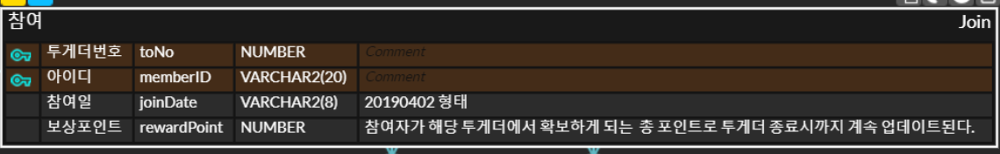 참여 Join
투게더번호 toNo NUMBER Comment
아이디 memberID VARCHAR2(20) Comment
참여일 joinDate VARCHAR2(8) 20190402 형태
보상포인트 rewardPoint NUMBER 참여자가 해당 투게더에서 확보하게 되는 총 포인트로 투게더 종료시까지 계속 업데이트된다.